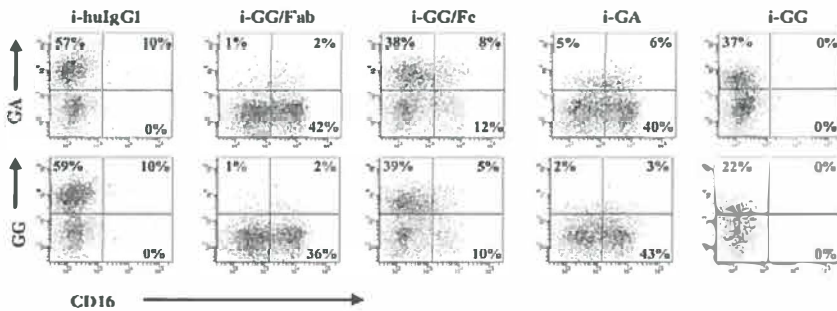 i-huIgG1 i-GG/Fab i-GG/Fc i-GA i-GG
57% 10% 1% 2% 38% 8% 5% 6% 37% 0%
GA
0% 42% 12% 40% 0%
59% 10% 1% 2% 39% 5% 2% 3% 22% 0%
GG
0% 36% 10% 43% 0%
CD16